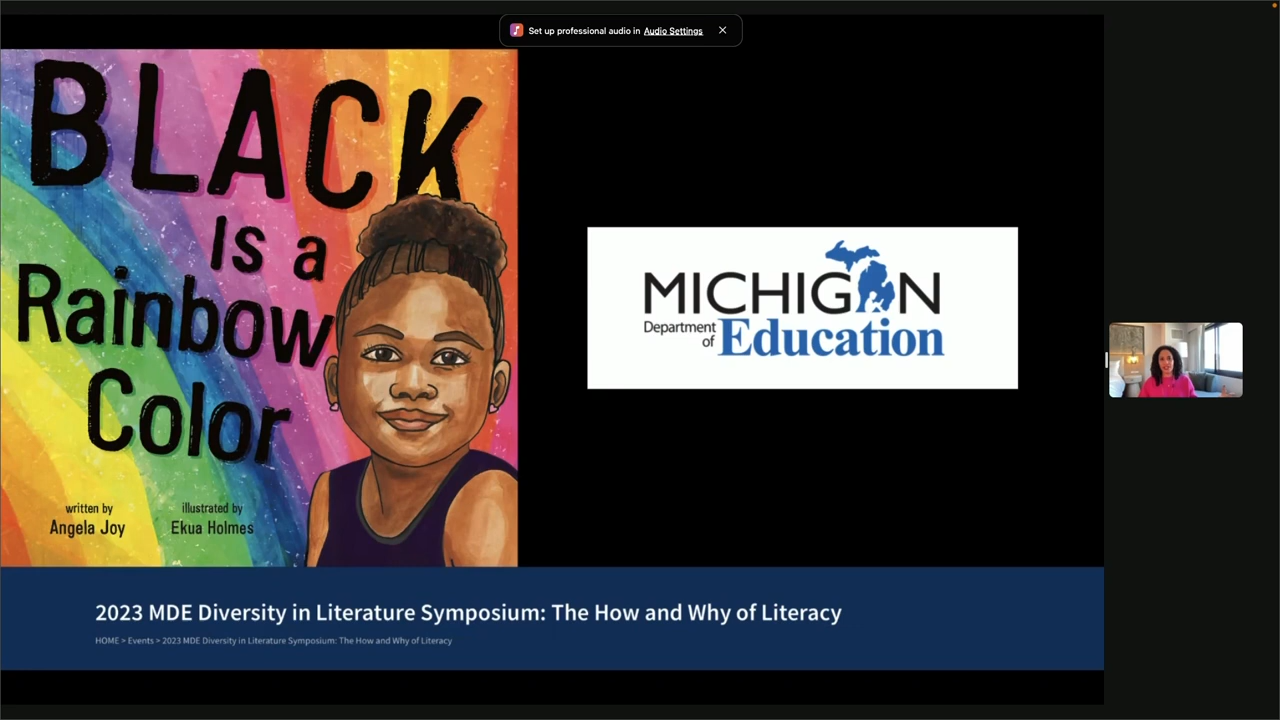 Set up professional audio in Audio Settings
BLACK
Is a
Rainbow
Color
written by
Angela Joy
illustrated by
Ekua Holmes
MICHIGAN
Department
of
Education
2023 MDE Diversity in Literature Symposium: The How and Why of Literacy
HOME > Events > 2023 MDE Diversity in Literature Symposium: The How and Why of Literacy